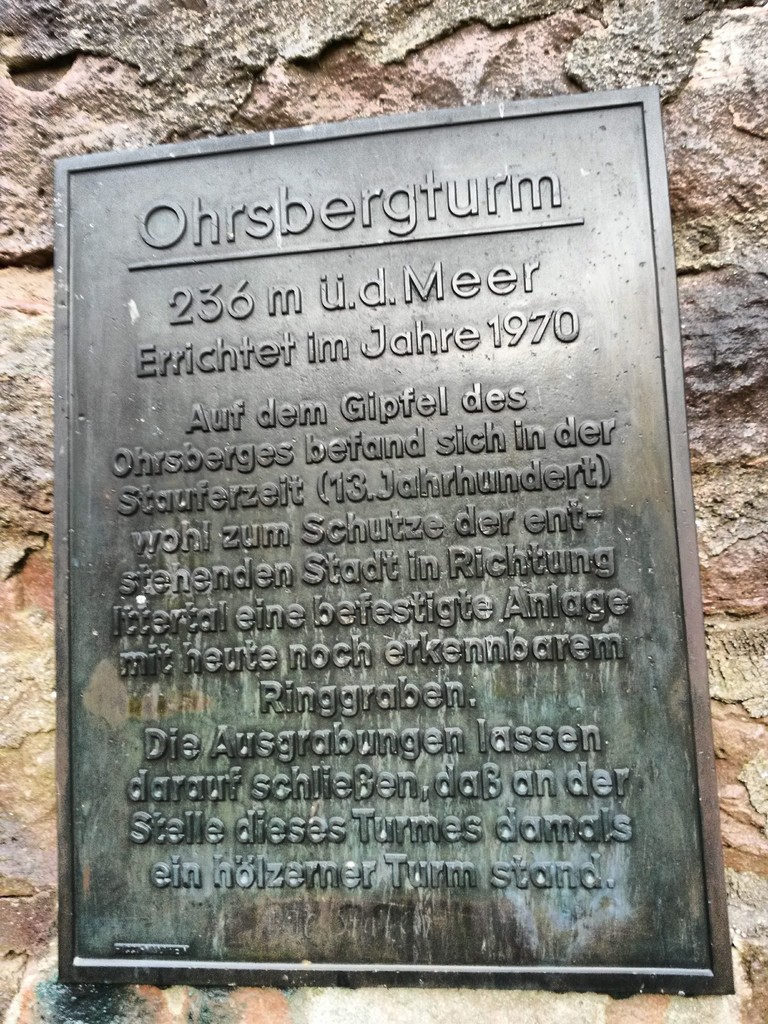 Ohrsbergturm
236 m ü.d.Meer
Errichtet im Jahre 1970
Auf dem Gipfel des
Ohrsberges befand sich in der
Stauferzeit (13.Jahrhundert)
wohl zum Schutze der ent-
stehenden Stadt in Richtung
Ittertal eine befestigte Anlage
mit heute noch erkennbarem
Ringgraben.
Die Ausgrabungen lassen
darauf schließen, daß an der
Stelle dieses Turmes damals
ein hölzerner Turm stand.